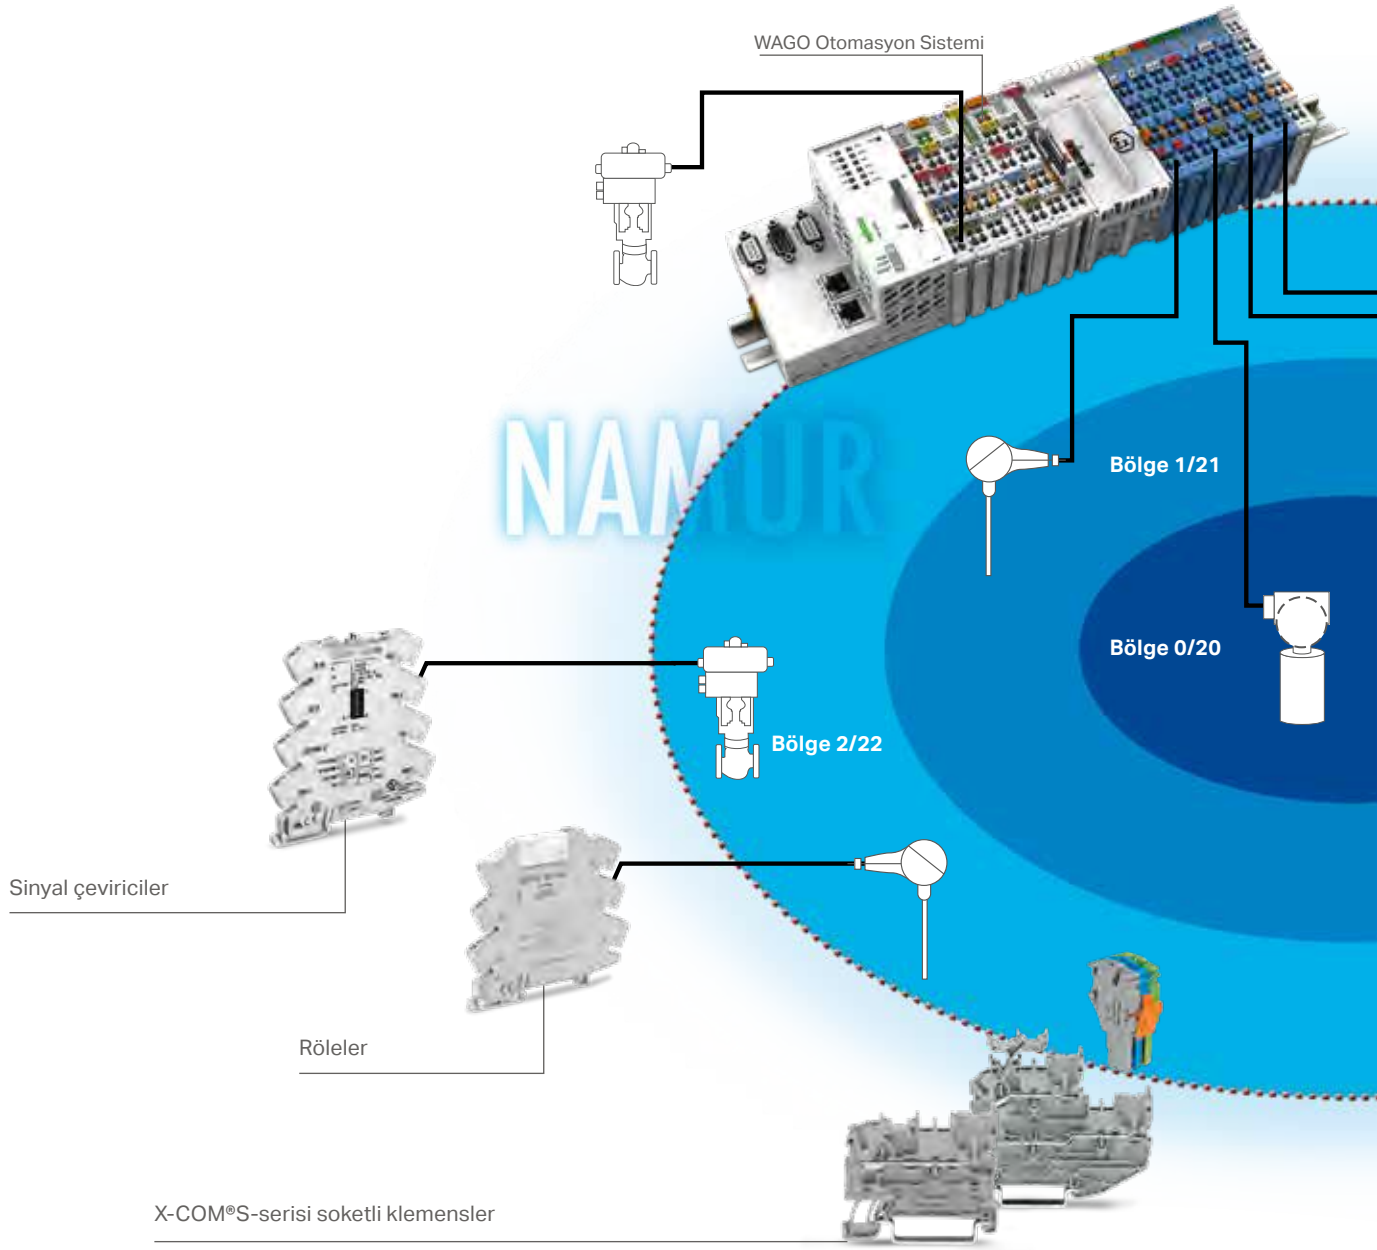 WAGO Otomasyon Sistemi
NAMUR
Bölge 1/21
Bölge 0/20
Bölge 2/22
Sinyal çeviriciler
Röleler
X-COM®S-serisi soketli klemensler